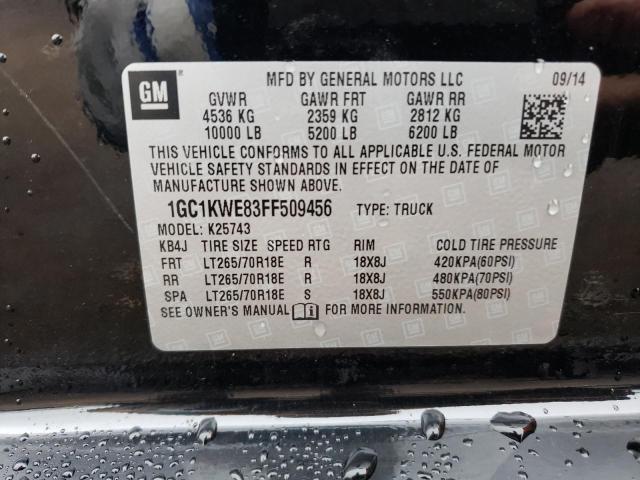 GM
MFD BY GENERAL MOTORS LLC 09/14
GVWR GAWR FRT GAWR RR
4536 KG 2359 KG 2812 KG
10000 LB 5200 LB 6200 LB
THIS VEHICLE CONFORMS TO ALL APPLICABLE U.S. FEDERAL MOTOR
VEHICLE SAFETY STANDARDS IN EFFECT ON THE DATE OF
MANUFACTURE SHOWN ABOVE.
1GC1KWE83FF509456 TYPE: TRUCK
MODEL: K25743
KB4J TIRE SIZE SPEED RTG RIM COLD TIRE PRESSURE
FRT LT265/70R18E R 18X8J 420KPA(60PSI)
RR LT265/70R18E R 18X8J 480KPA(70PSI)
SPA LT265/70R18E S 18X8J 550KPA(80PSI)
SEE OWNER'S MANUAL FOR MORE INFORMATION.